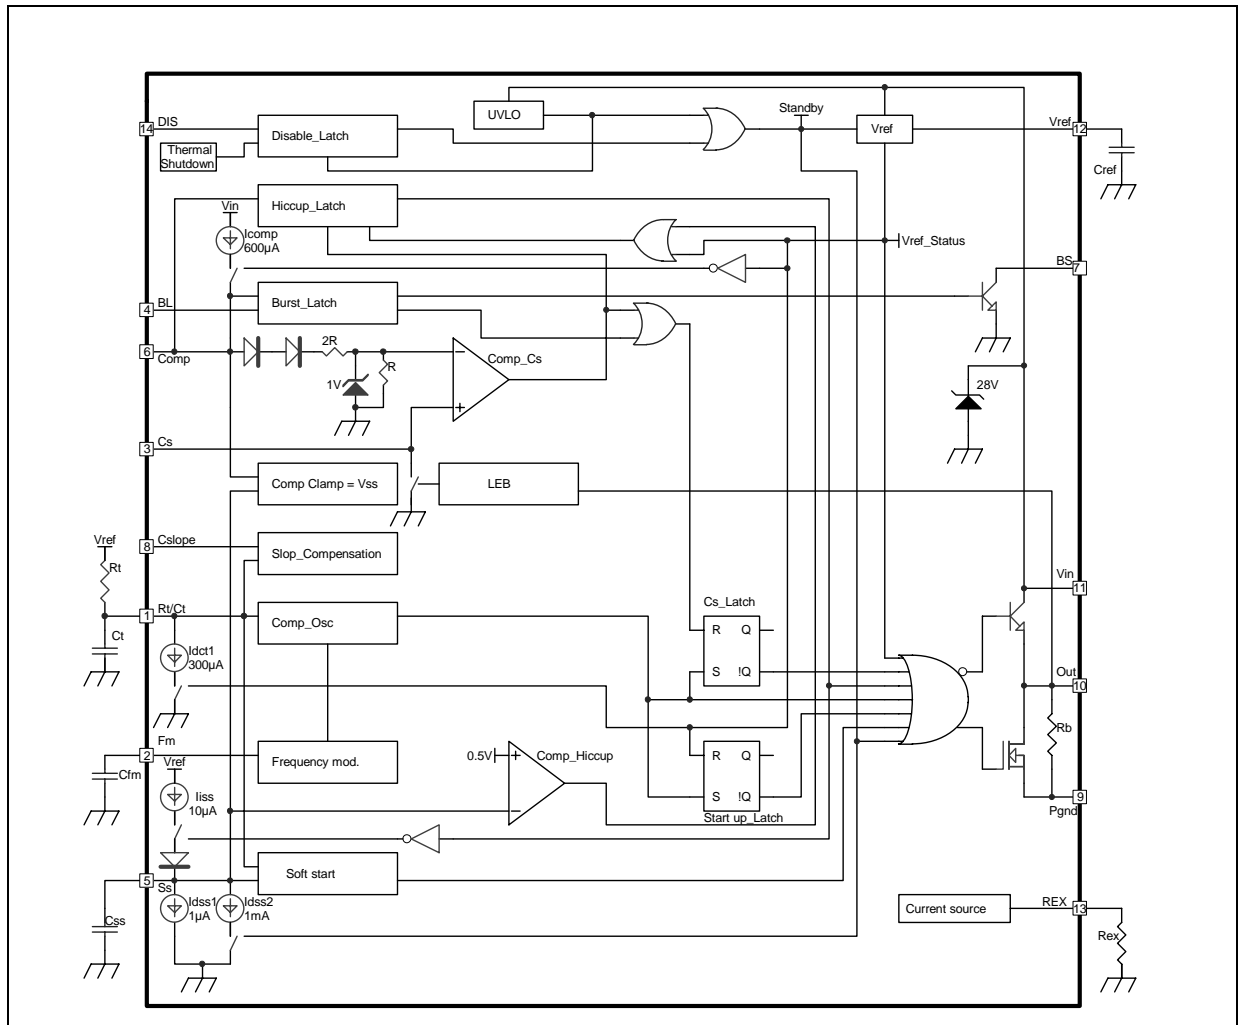 UVLO
Standby
14 DIS
Disable_Latch
Vref
Vref
12
Thermal
Shutdown
Cref
Hiccup_Latch
Vin
Icomp
600µA
Vref_Status
BS
7
BL
4
Burst_Latch
6
Comp
2R
R
1V
Comp_Cs
28V
Cs
3
Comp Clamp = Vss
LEB
Vref
8 Cslope
Slop_Compensation
Rt
Vin
11
1 Rt/Ct
Comp_Osc
Cs_Latch
Ct
R Q
Idct1
300µA
S !Q
Out
10
Fm
2
Vref
Frequency mod.
0.5V
Comp_Hiccup
R Q
Rb
Cfm
Iiss
10µA
S !Q
Start up_Latch
9
Pgnd
5
Ss
Soft start
Idss1
1µA
Idss2
1mA
Css
Current source
REX
13
Rex